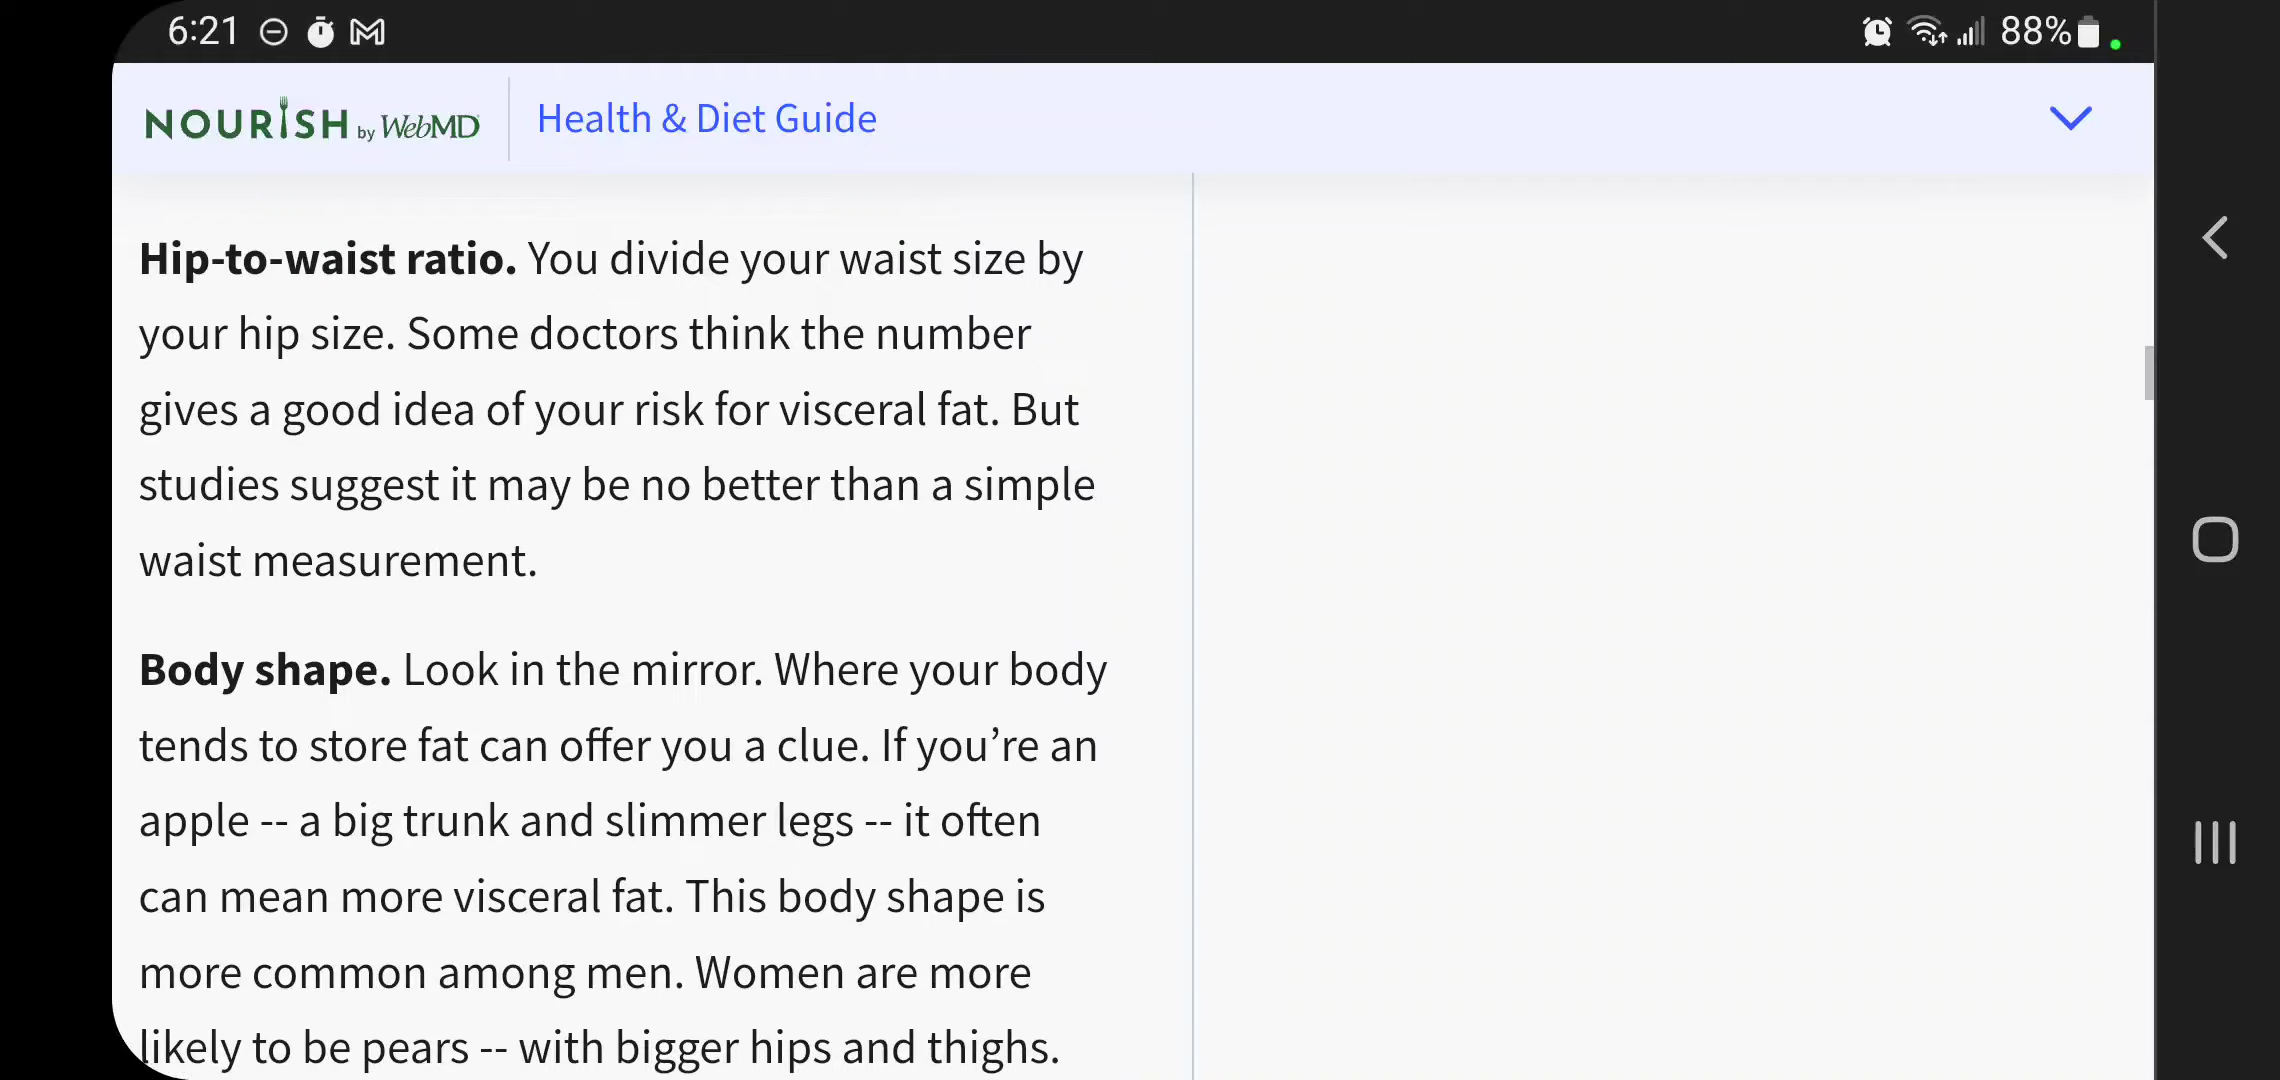 6:21 88%
NOURISH by WebMD Health & Diet Guide
Hip-to-waist ratio. You divide your waist size by
your hip size. Some doctors think the number
gives a good idea of your risk for visceral fat. But
studies suggest it may be no better than a simple
waist measurement.
Body shape. Look in the mirror. Where your body
tends to store fat can offer you a clue. If you’re an
apple -- a big trunk and slimmer legs -- it often
can mean more visceral fat. This body shape is
more common among men. Women are more
likely to be pears -- with bigger hips and thighs.